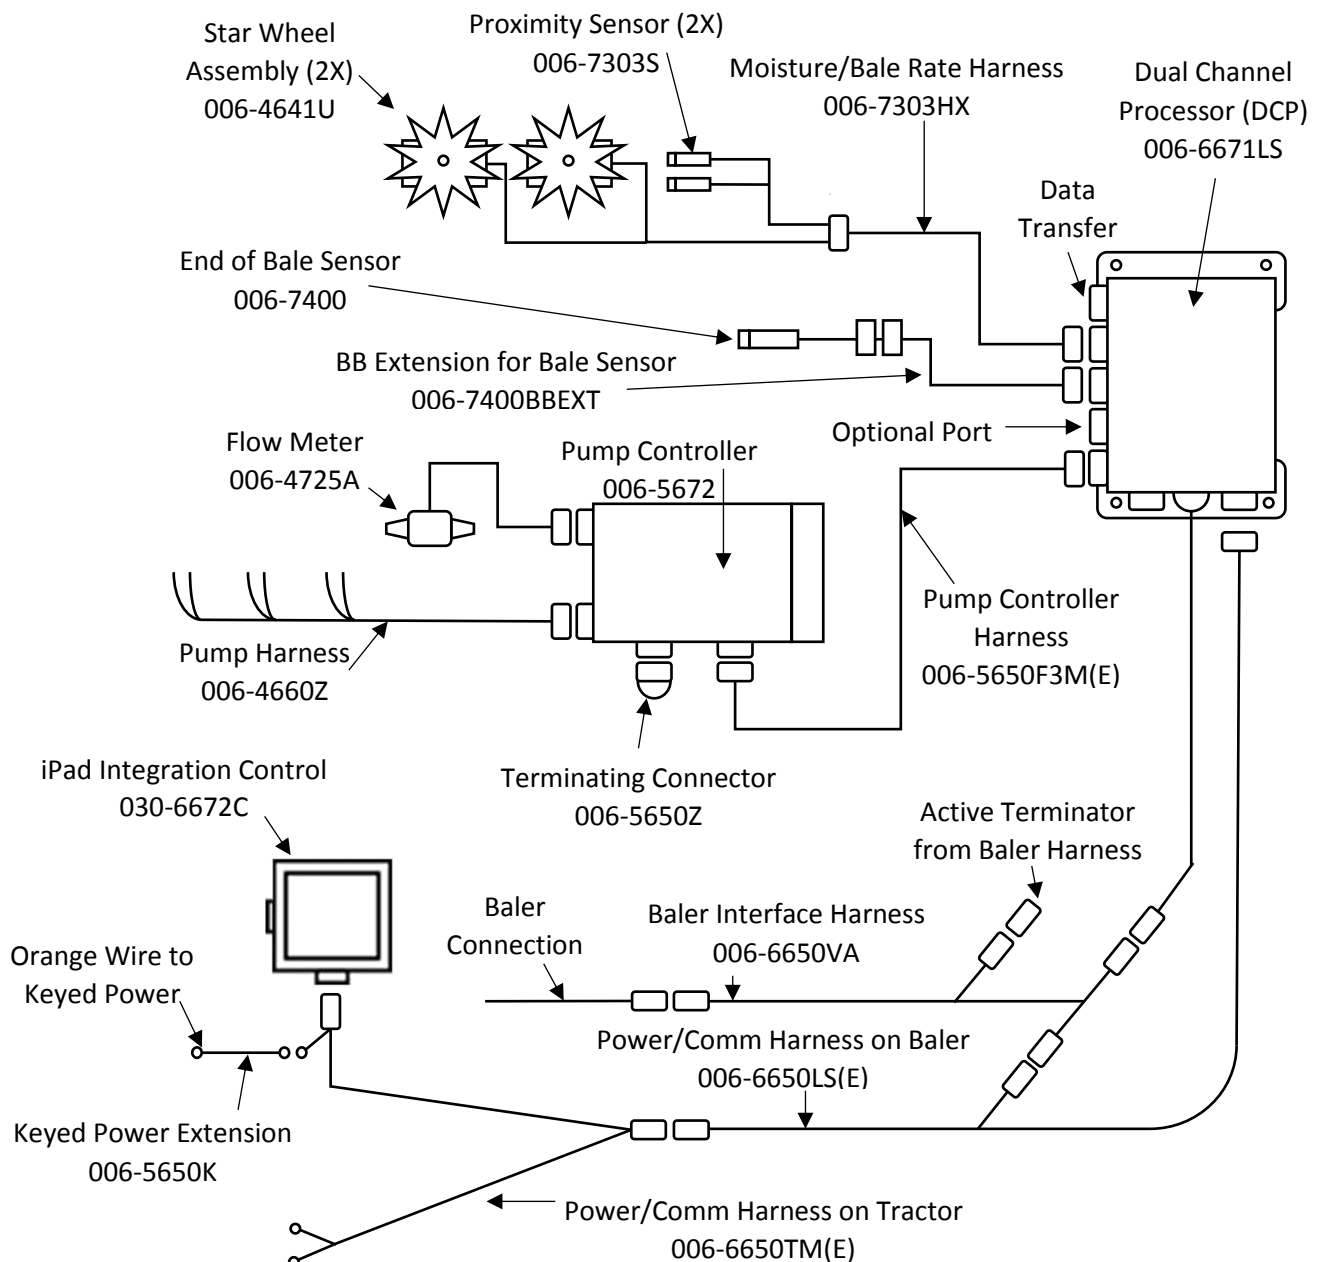 Star Wheel
Assembly (2X)
006-4641U
Proximity Sensor (2X)
006-7303S
Moisture/Bale Rate Harness
006-7303HX
Dual Channel
Processor (DCP)
006-6671LS
Data
Transfer
End of Bale Sensor
006-7400
BB Extension for Bale Sensor
006-7400BBEXT
Optional Port
Flow Meter
006-4725A
Pump Controller
006-5672
Pump Harness
006-4660Z
Pump Controller
Harness
006-5650F3M(E)
Terminating Connector
006-5650Z
iPad Integration Control
030-6672C
Active Terminator
from Baler Harness
Baler
Connection
Baler Interface Harness
006-6650VA
Orange Wire to
Keyed Power
Power/Comm Harness on Baler
006-6650LS(E)
Keyed Power Extension
006-5650K
Power/Comm Harness on Tractor
006-6650TM(E)